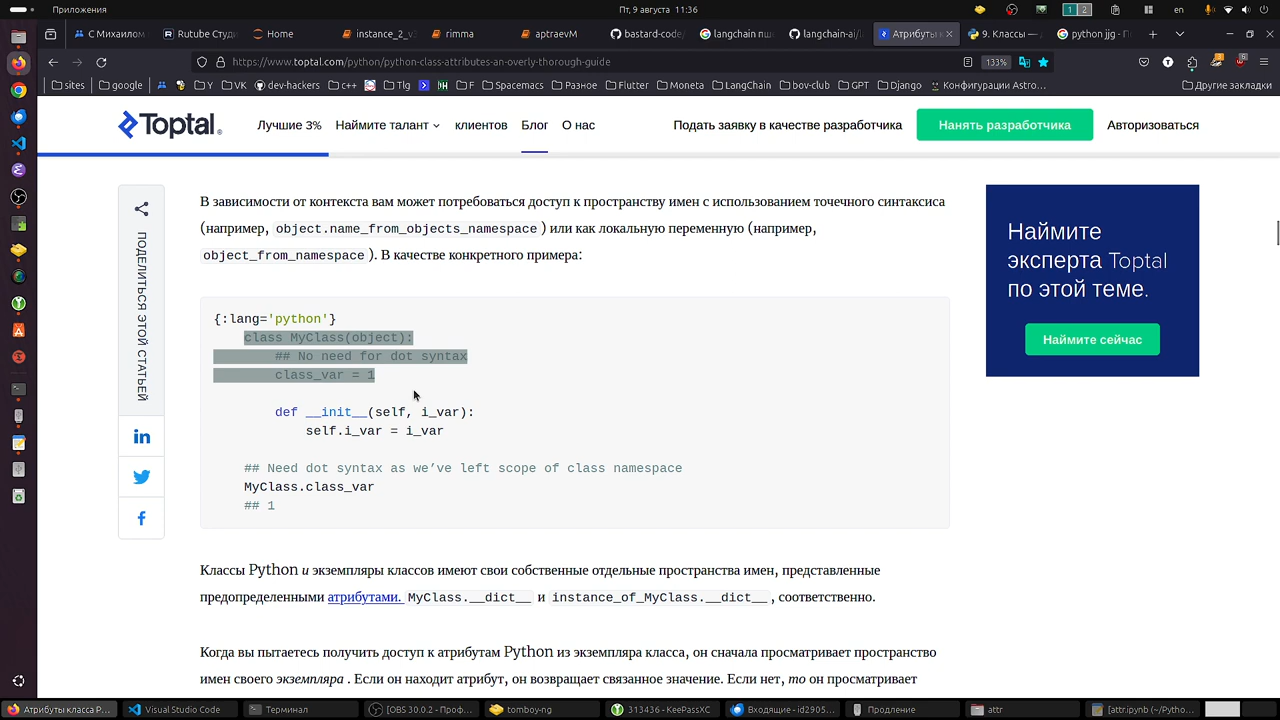 Приложения
Пт, 9 августа 11:36
1 2
en
С Михаилом
Rutube Студи
Home
instance_2_v
rimma
aptraevM
bastard-code/
langchain пш
langchain-ai/la
Атрибуты к
9. Классы —
python jjg - По
https://www.toptal.com/python/python-class-attributes-an-overly-thorough-guide
133%
sites
google
Y
VK
dev-hackers
c++
Tlg
F
Spacemacs
Разное
Flutter
Moneta
LangChain
bov-club
GPT
Django
Конфигурации Astro…
Другие закладки
Toptal
Лучшие 3%
Наймите талант
клиентов
Блог
О нас
Подать заявку в качестве разработчика
Нанять разработчика
Авторизоваться
ПОДЕЛИТЬСЯ ЭТОЙ СТАТЬЕЙ
В зависимости от контекста вам может потребоваться доступ к пространству имен с использованием точечного синтаксиса
(например, object.name_from_objects_namespace ) или как локальную переменную (например,
object_from_namespace ). В качестве конкретного примера:
{:lang='python'}
class MyClass(object):
## No need for dot syntax
class_var = 1
def __init__(self, i_var):
self.i_var = i_var
## Need dot syntax as we’ve left scope of class namespace
MyClass.class_var
## 1
Классы Python и экземпляры классов имеют свои собственные отдельные пространства имен, представленные
предопределенными атрибутами. MyClass.__dict__ и instance_of_MyClass.__dict__ , соответственно.
Когда вы пытаетесь получить доступ к атрибутам Python из экземпляра класса, он сначала просматривает пространство
имен своего экземпляра . Если он находит атрибут, он возвращает связанное значение. Если нет, то он просматривает
Наймите
эксперта Toptal
по этой теме.
Наймите сейчас
Атрибуты класса P…
Visual Studio Code
Терминал
[OBS 30.0.2 - Проф…
tomboy-ng
313436 - KeePassXC
Входящие - id2905…
Продление
attr
[attr.ipynb (~/Pytho…